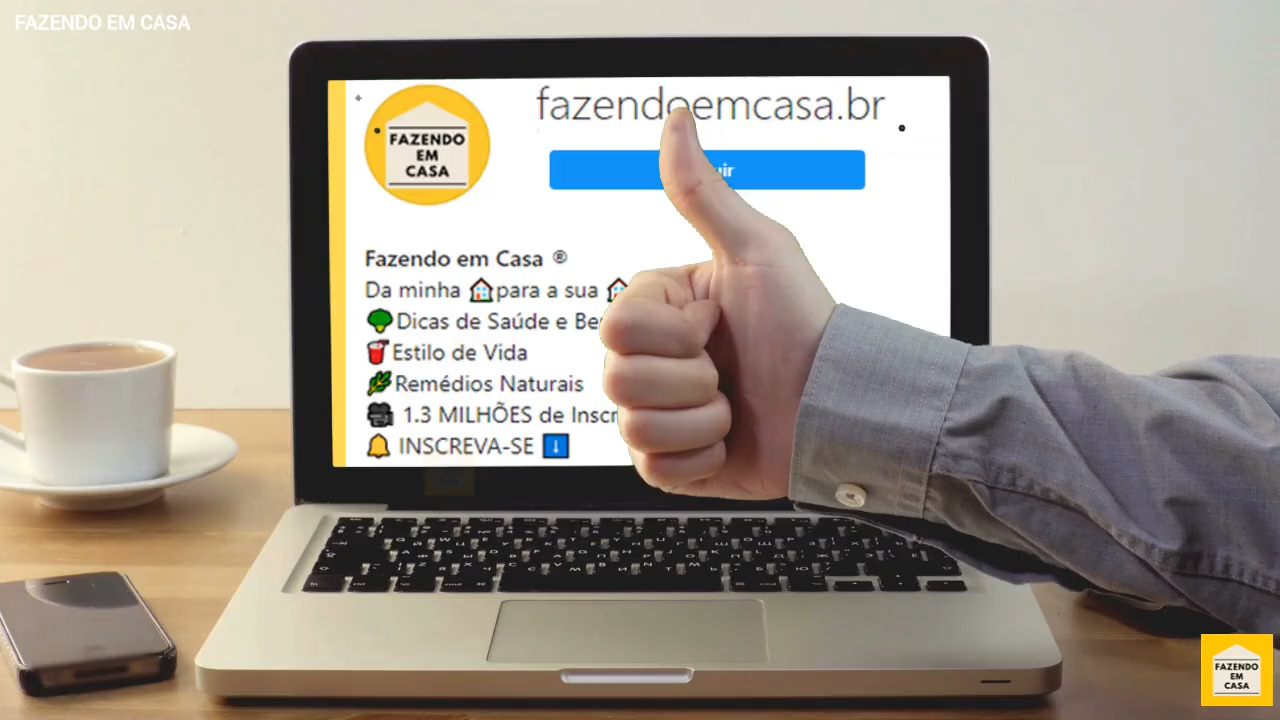 FAZENDO EM CASA
fazendoemcasa.br
FAZENDO
EM
CASA
Fazendo em Casa ®
Da minha 🏠para a sua 🏠
🌳Dicas de Saúde e
🥤Estilo de Vida
🌿Remédios Naturais
🎥 1.3 MILHÕES de
🔔 INSCREVA-SE ⬇️
FAZENDO
EM
CASA